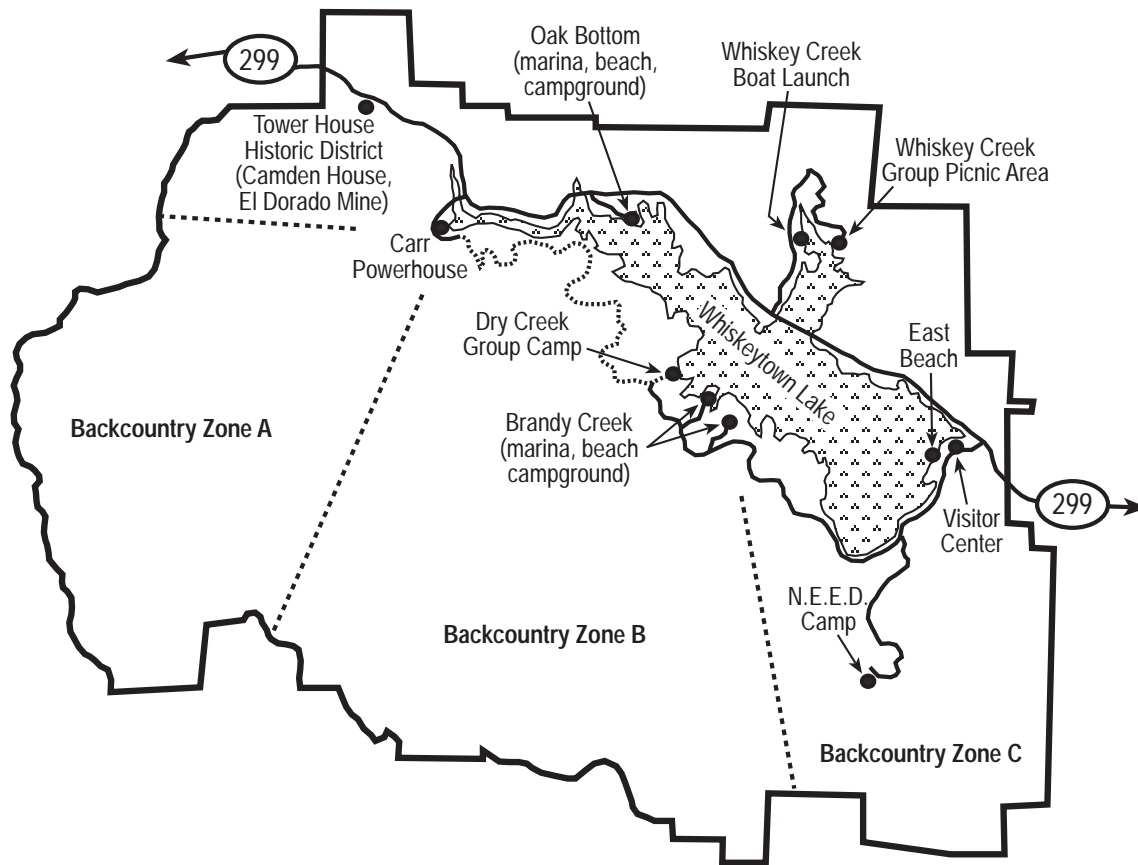 299
Oak Bottom
(marina, beach,
campground)
Whiskey Creek
Boat Launch
Tower House
Historic District
(Camden House,
El Dorado Mine)
Whiskey Creek
Group Picnic Area
Carr
Powerhouse
Dry Creek
Group Camp
Whiskeytown Lake
East
Beach
Backcountry Zone A
Brandy Creek
(marina, beach
campground)
299
Visitor
Center
N.E.E.D.
Camp
Backcountry Zone B
Backcountry Zone C